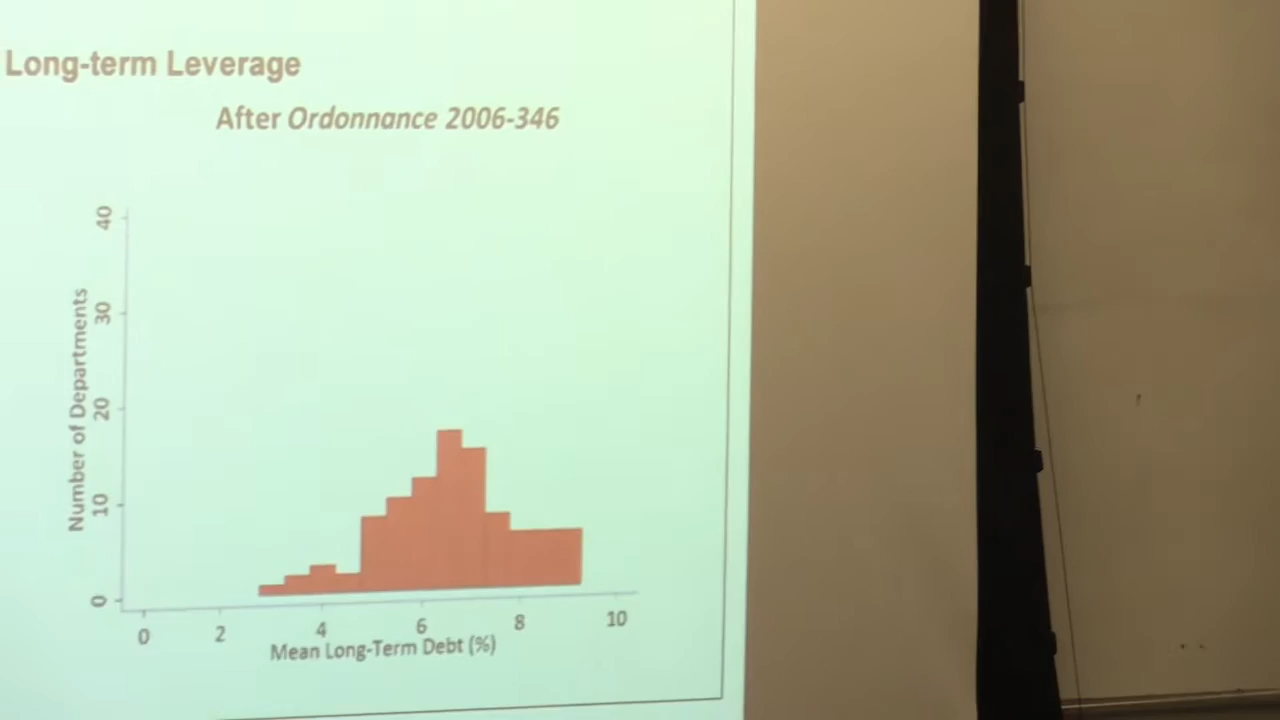 Long-term Leverage
After Ordonnance 2006-346
40
30
20
10
0
Number of Departments
0 2 4 6 8 10
Mean Long-Term Debt (%)